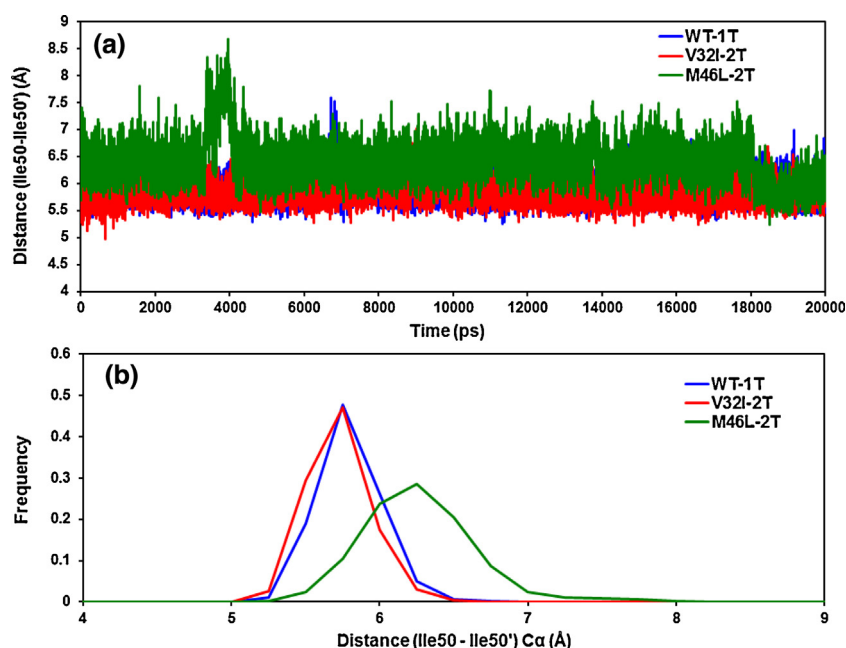 (a)
WT-1T
V32I-2T
M46L-2T
Distance (Ile50-Ile50') (Å)
9
8.5
8
7.5
7
6.5
6
5.5
5
4.5
4
0 2000 4000 6000 8000 10000 12000 14000 16000 18000 20000
Time (ps)
(b)
WT-1T
V32I-2T
M46L-2T
Frequency
0.6
0.5
0.4
0.3
0.2
0.1
0
4 5 6 7 8 9
Distance (Ile50 - Ile50') Cα (Å)